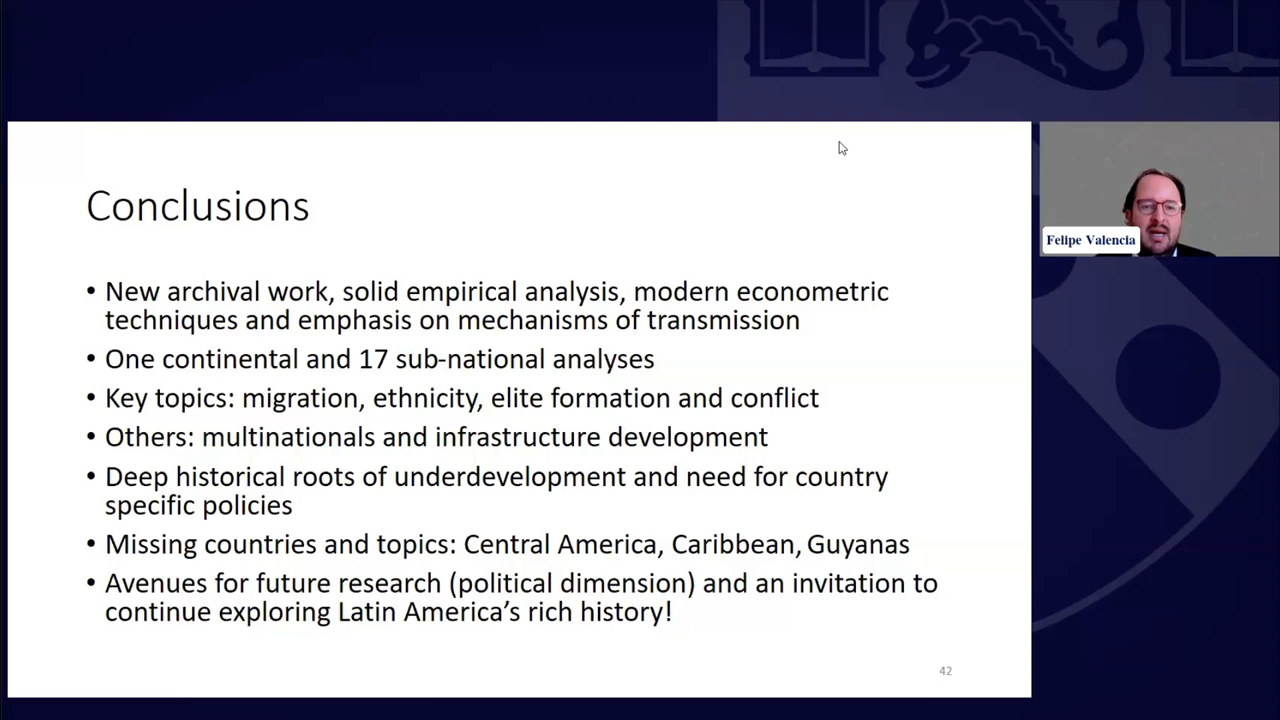 Conclusions
• New archival work, solid empirical analysis, modern econometric
techniques and emphasis on mechanisms of transmission
• One continental and 17 sub-national analyses
• Key topics: migration, ethnicity, elite formation and conflict
• Others: multinationals and infrastructure development
• Deep historical roots of underdevelopment and need for country
specific policies
• Missing countries and topics: Central America, Caribbean, Guyanas
• Avenues for future research (political dimension) and an invitation to
continue exploring Latin America’s rich history!
42
Felipe Valencia